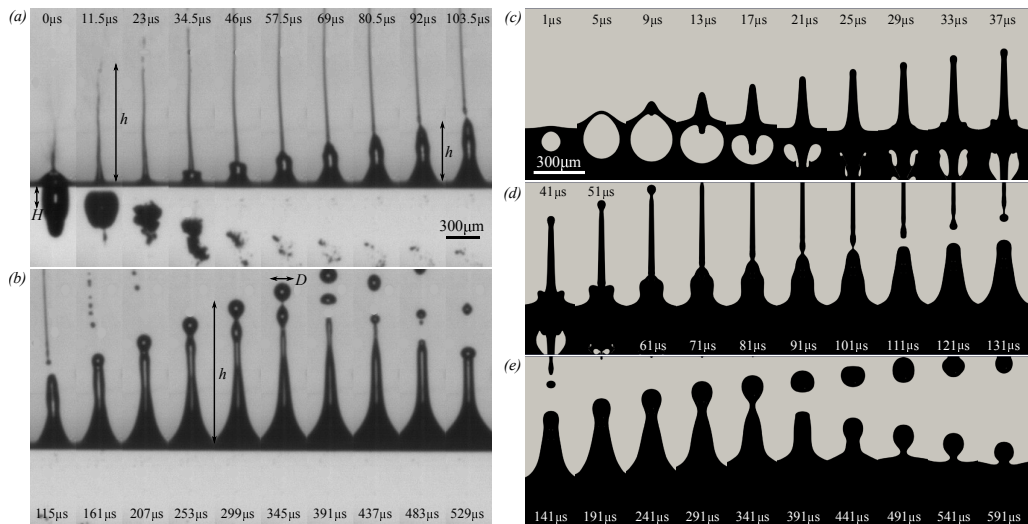 (a)
0μs 11.5μs 23μs 34.5μs 46μs 57.5μs 69μs 80.5μs 92μs 103.5μs
h
h
H
300μm
(b)
D
h
115μs 161μs 207μs 253μs 299μs 345μs 391μs 437μs 483μs 529μs
(c)
1μs 5μs 9μs 13μs 17μs 21μs 25μs 29μs 33μs 37μs
300μm
(d)
41μs 51μs
61μs 71μs 81μs 91μs 101μs 111μs 121μs 131μs
(e)
141μs 191μs 241μs 291μs 341μs 391μs 441μs 491μs 541μs 591μs